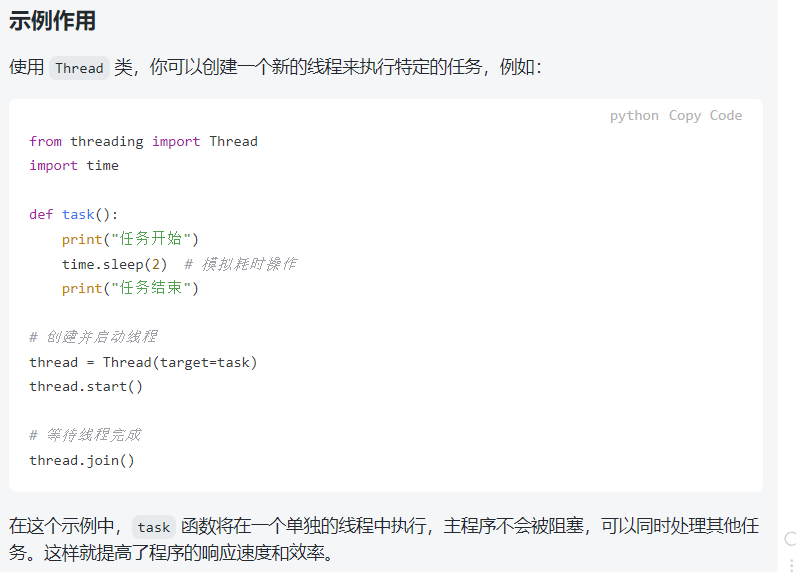 示例作用
使用 Thread 类，你可以创建一个新的线程来执行特定的任务，例如：
python Copy Code
from threading import Thread
import time
def task():
    print("任务开始")
    time.sleep(2)  # 模拟耗时操作
    print("任务结束")
# 创建并启动线程
thread = Thread(target=task)
thread.start()
# 等待线程完成
thread.join()
在这个示例中，task 函数将在一个单独的线程中执行，主程序不会被阻塞，可以同时处理其他任
务。这样就提高了程序的响应速度和效率。